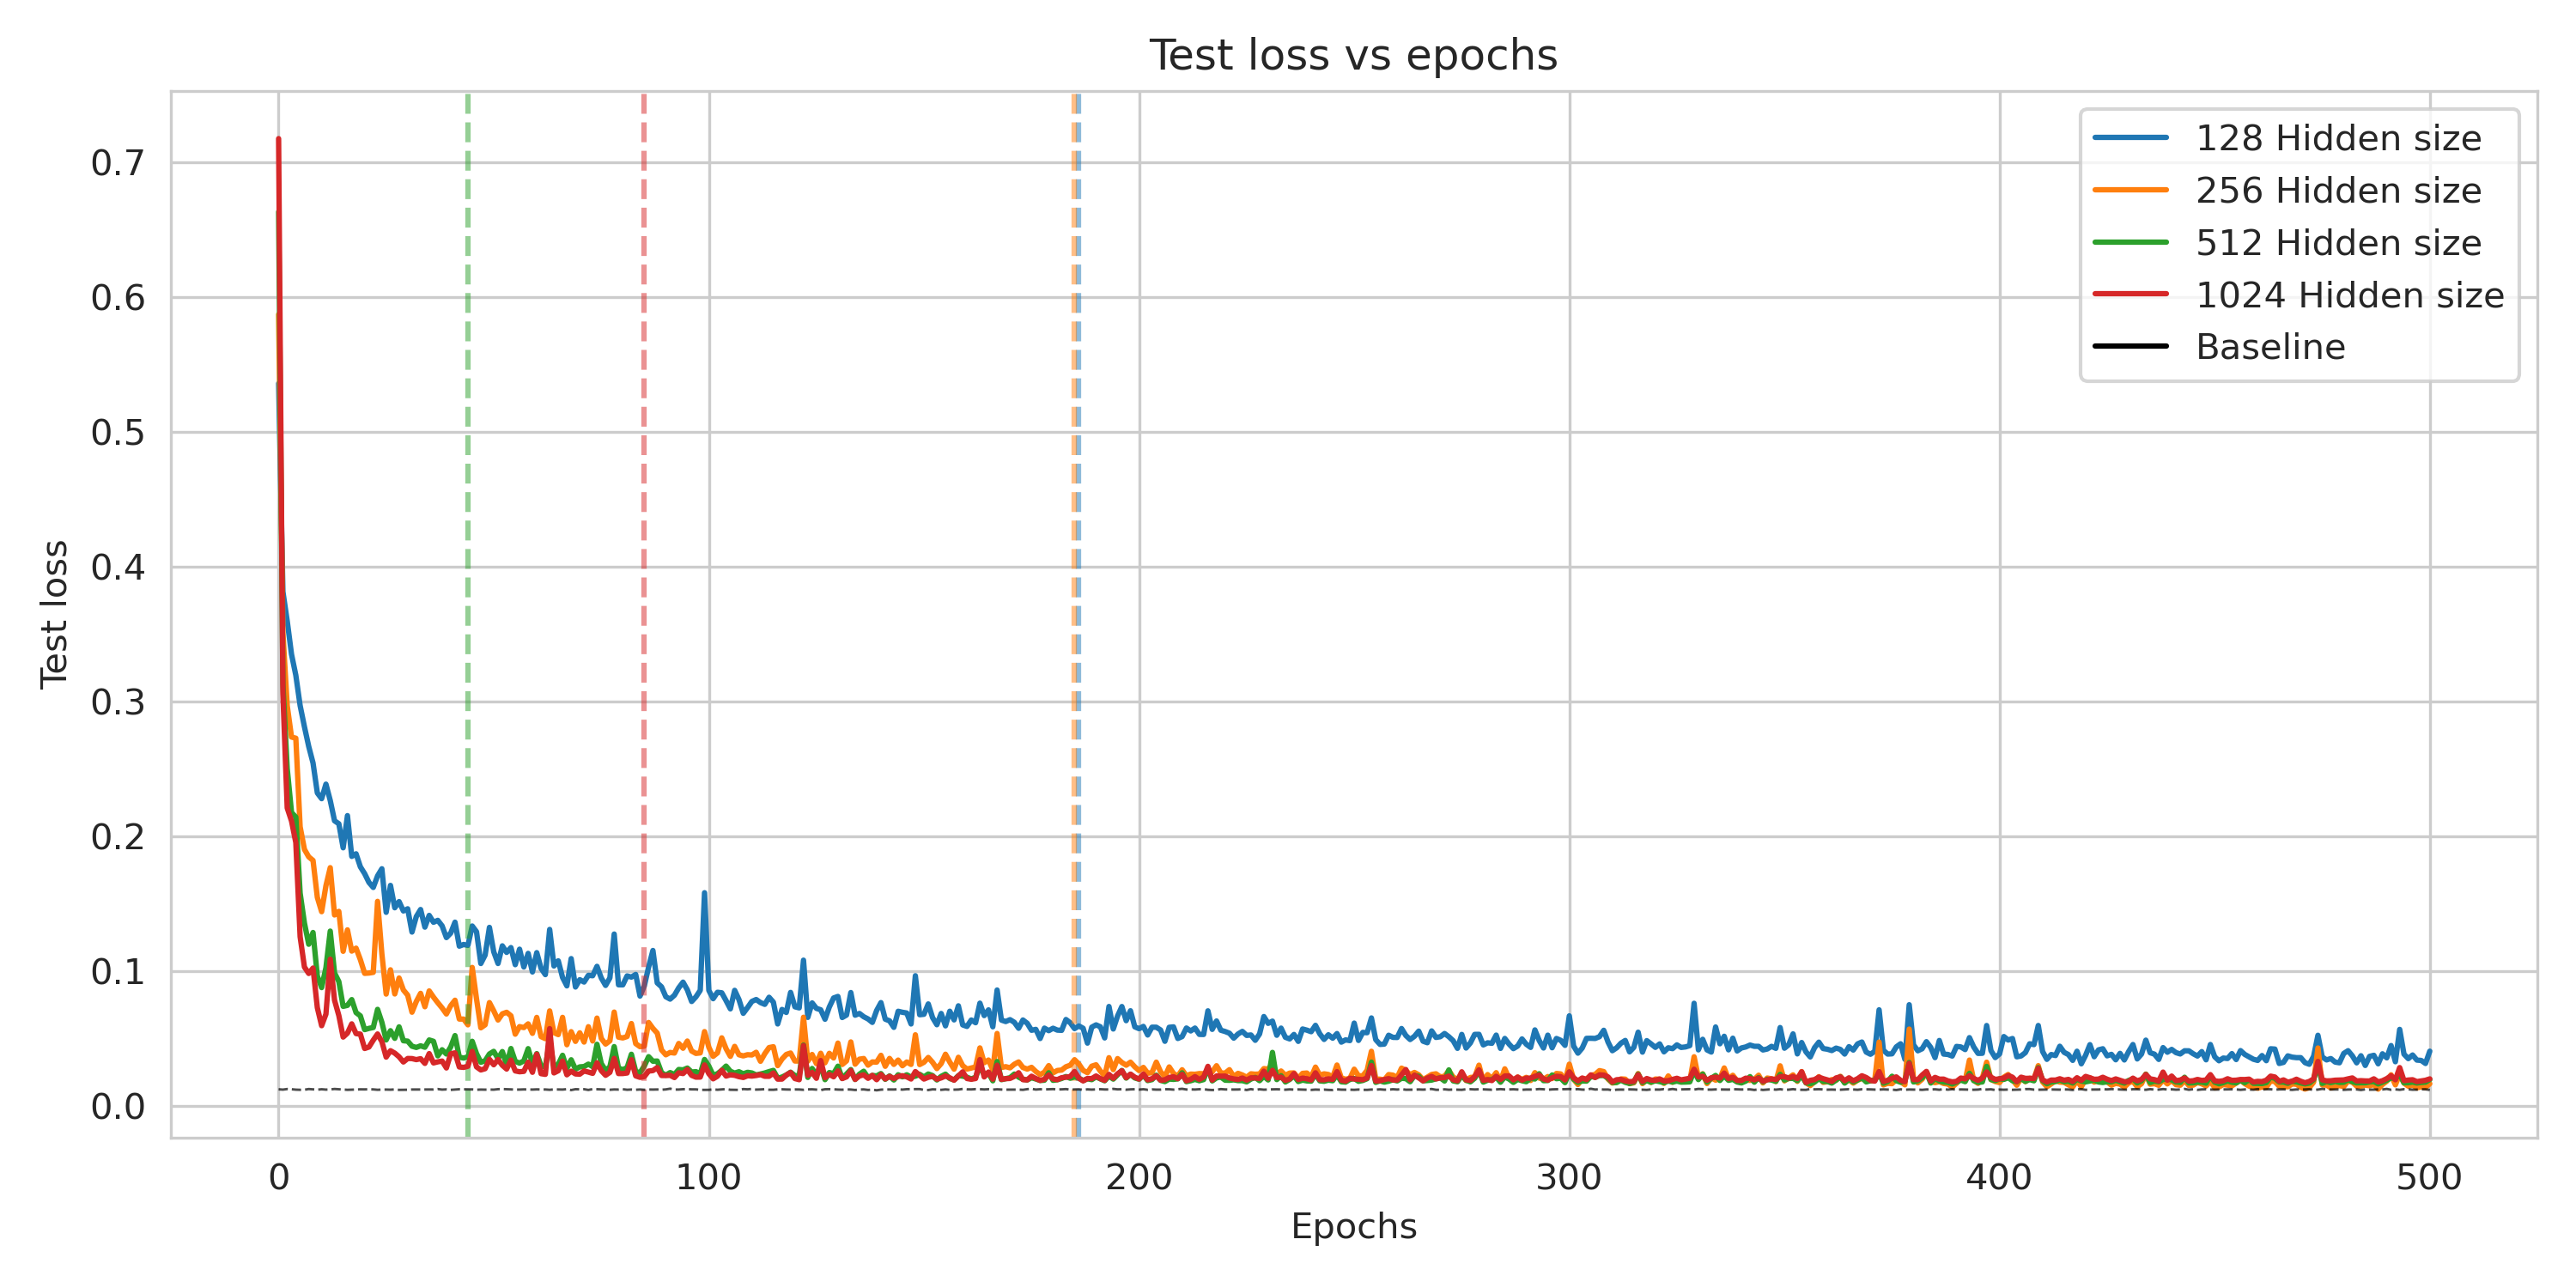 Test loss vs epochs
128 Hidden size
256 Hidden size
512 Hidden size
1024 Hidden size
Baseline
Test loss
0.7
0.6
0.5
0.4
0.3
0.2
0.1
0.0
0 100 200 300 400 500
Epochs